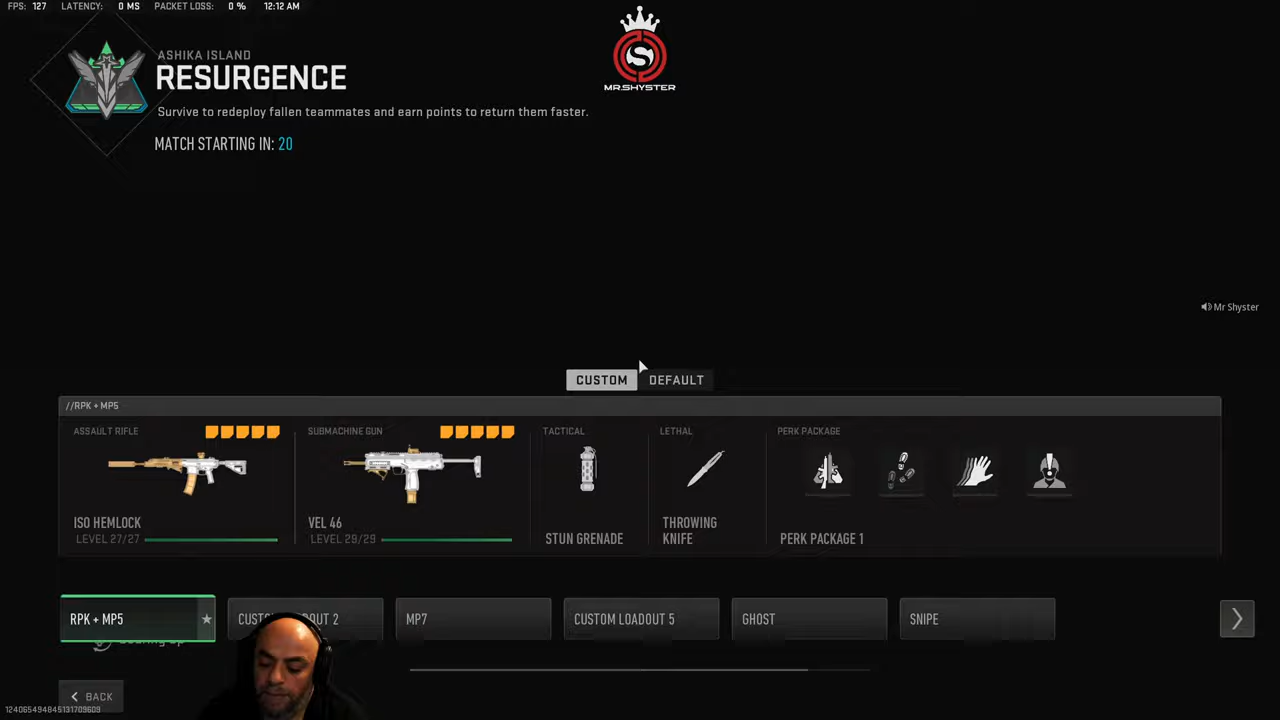 FPS: 127 LATENCY: 0 MS PACKET LOSS: 0 % 12:12 AM
ASHIKA ISLAND
RESURGENCE
Survive to redeploy fallen teammates and earn points to return them faster.
MATCH STARTING IN: 20
S
MR.SHYSTER
Mr Shyster
CUSTOM DEFAULT
//RPK + MP5
ASSAULT RIFLE SUBMACHINE GUN TACTICAL LETHAL PERK PACKAGE
ISO HEMLOCK VEL 46 STUN GRENADE THROWING KNIFE PERK PACKAGE 1
LEVEL 27/27 LEVEL 29/29
RPK + MP5 MP7 CUSTOM LOADOUT 5 GHOST SNIPE
BACK